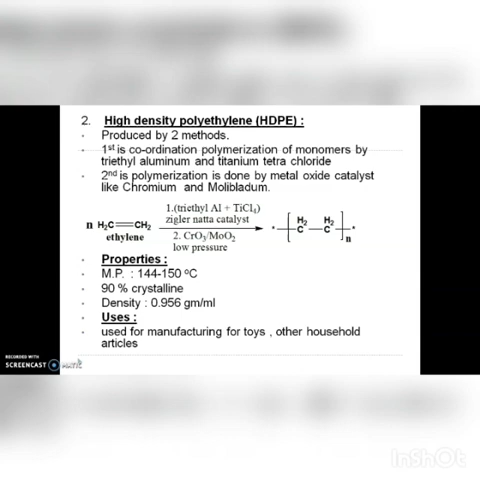 2. High density polyethylene (HDPE) :
Produced by 2 methods.
1st is co-ordination polymerization of monomers by
triethyl aluminum and titanium tetra chloride
2nd is polymerization is done by metal oxide catalyst
like Chromium and Molibladum.
1.(triethyl Al + TiCl4)
zigler natta catalyst
n H2C═CH2
ethylene
2. CrO3/MoO2
low pressure
H2 H2
C C
n
Properties :
M.P. : 144-150 °C
90 % crystalline
Density : 0.956 gm/ml
Uses :
used for manufacturing for toys , other household
articles
RECORDED WITH
SCREENCAST MATIC
InShOt